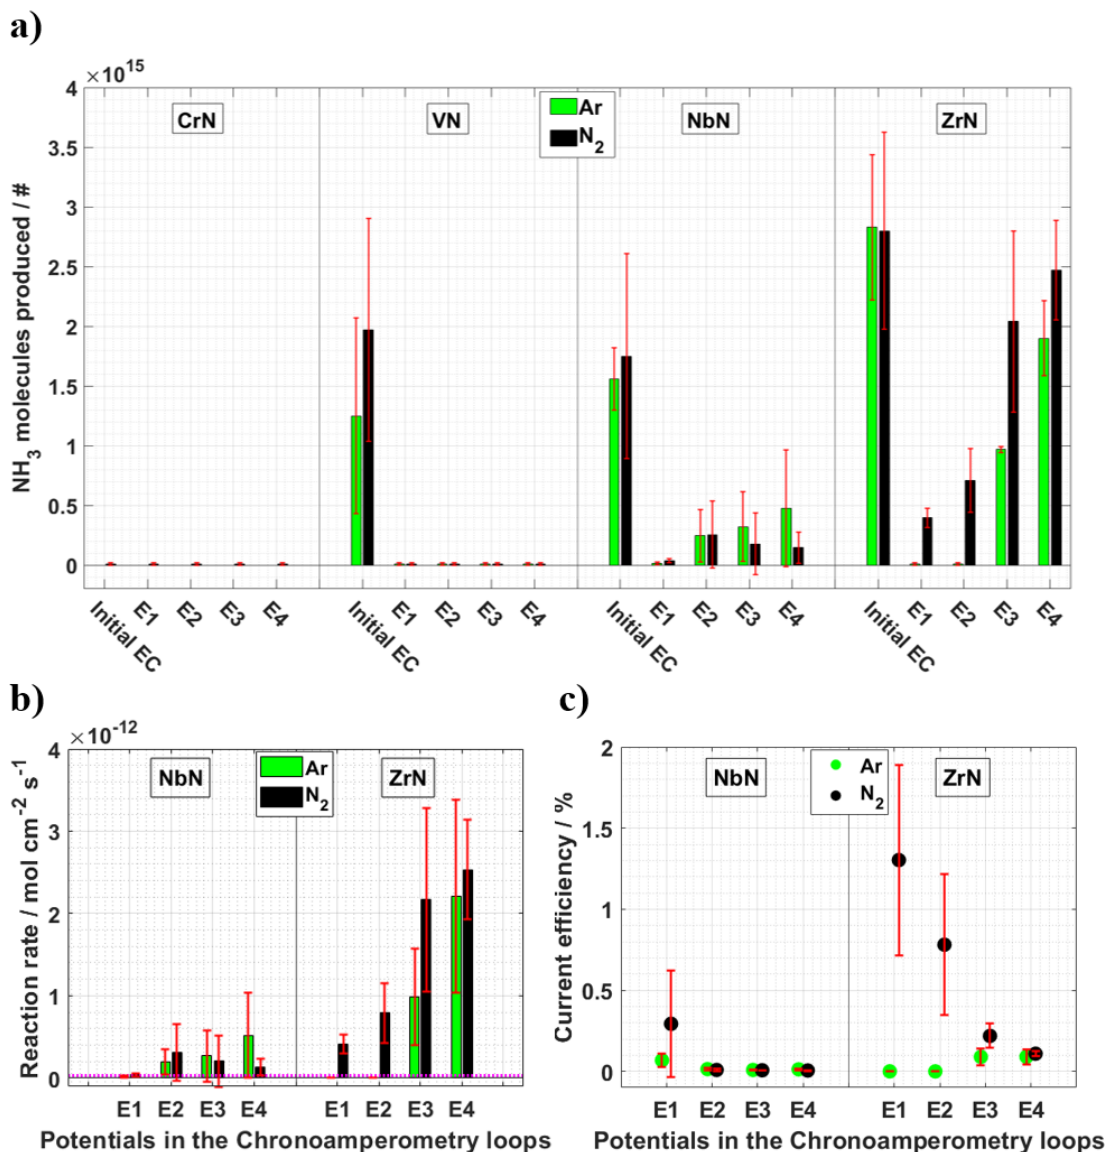 a)
×10^15
CrN
VN
Ar
N2
NbN
ZrN
NH3 molecules produced / #
4
3.5
3
2.5
2
1.5
1
0.5
0
Initial EC E1 E2 E3 E4 Initial EC E1 E2 E3 E4 Initial EC E1 E2 E3 E4 Initial EC E1 E2 E3 E4
b)
×10^-12
NbN
Ar
N2
ZrN
Reaction rate / mol cm^-2 s^-1
4
3
2
1
0
E1 E2 E3 E4 E1 E2 E3 E4
Potentials in the Chronoamperometry loops
c)
NbN
Ar
N2
ZrN
Current efficiency / %
2
1.5
1
0.5
0
E1 E2 E3 E4 E1 E2 E3 E4
Potentials in the Chronoamperometry loops